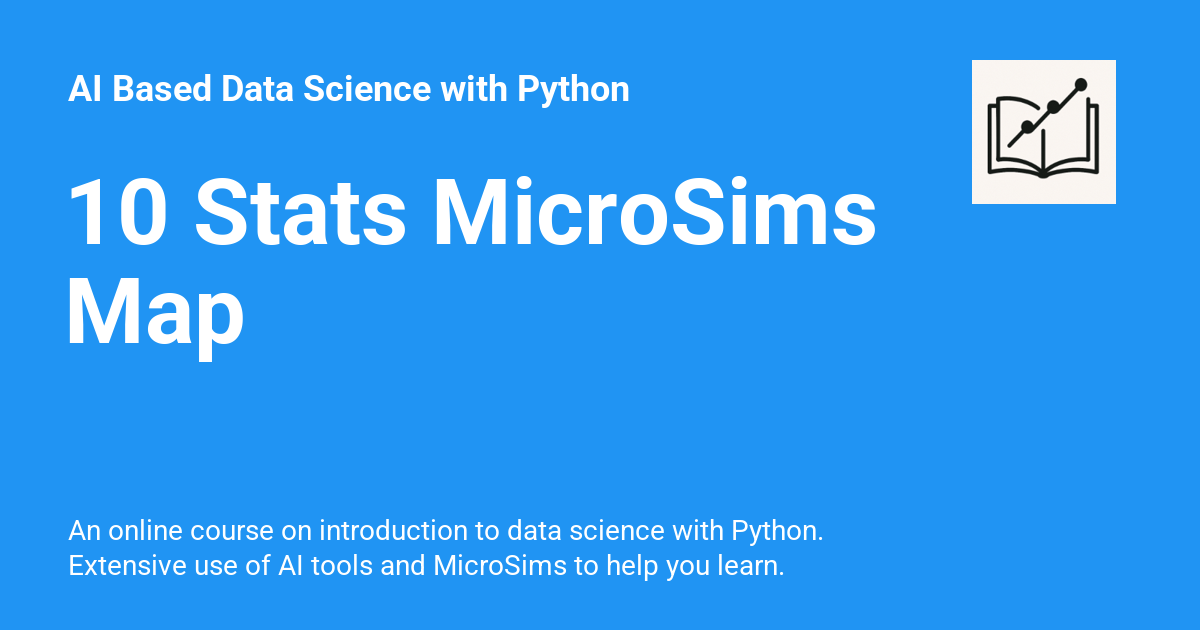 AI Based Data Science with Python
10 Stats MicroSims
Map
An online course on introduction to data science with Python.
Extensive use of AI tools and MicroSims to help you learn.